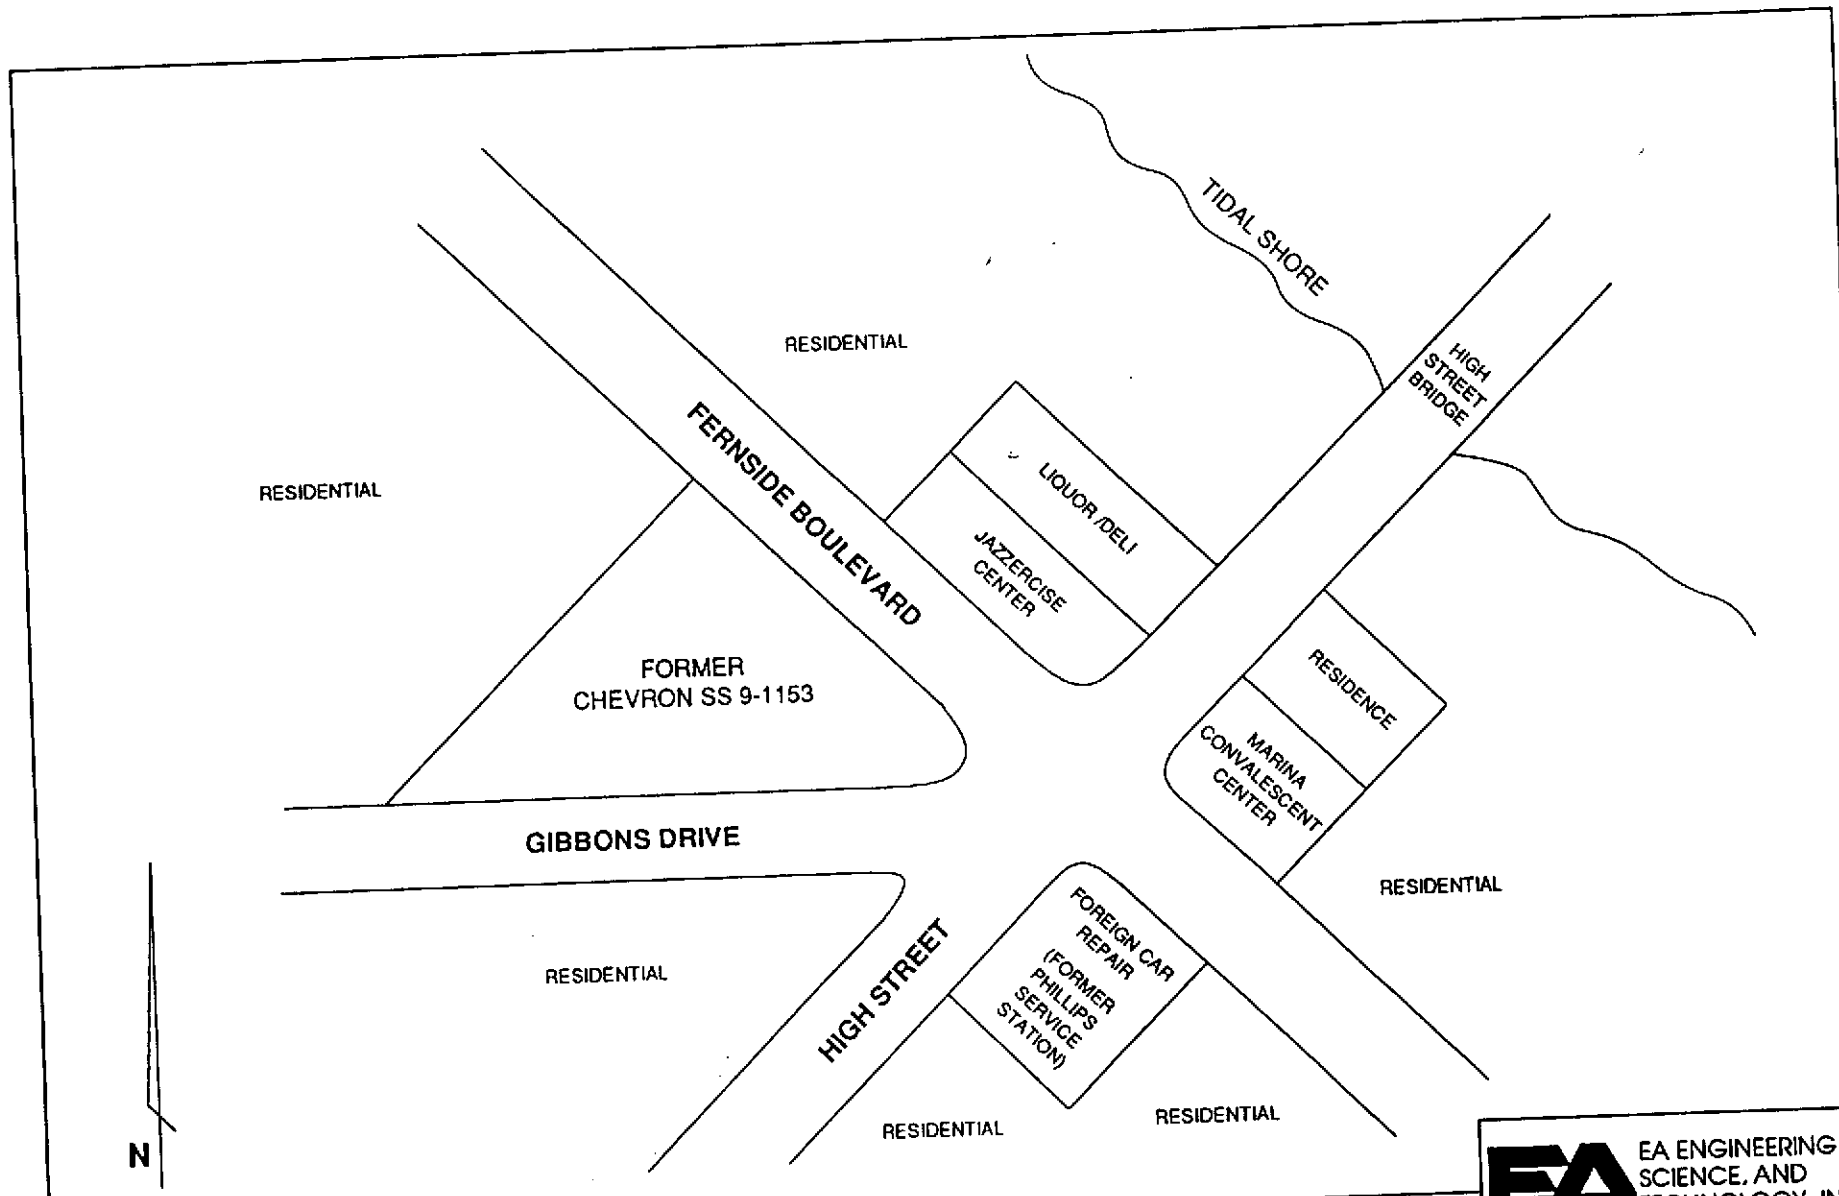 TIDAL SHORE
HIGH
STREET
BRIDGE
RESIDENTIAL
FERNSIDE BOULEVARD
RESIDENTIAL
LIQUOR/DELI
JAZZERCISE
CENTER
FORMER
CHEVRON SS 9-1153
RESIDENCE
MARINA
CONVALESCENT
CENTER
GIBBONS DRIVE
RESIDENTIAL
FOREIGN CAR
REPAIR
(FORMER
PHILLIPS
SERVICE
STATION)
RESIDENTIAL
HIGH STREET
RESIDENTIAL
RESIDENTIAL
N
EA
EA ENGINEERING
SCIENCE, AND